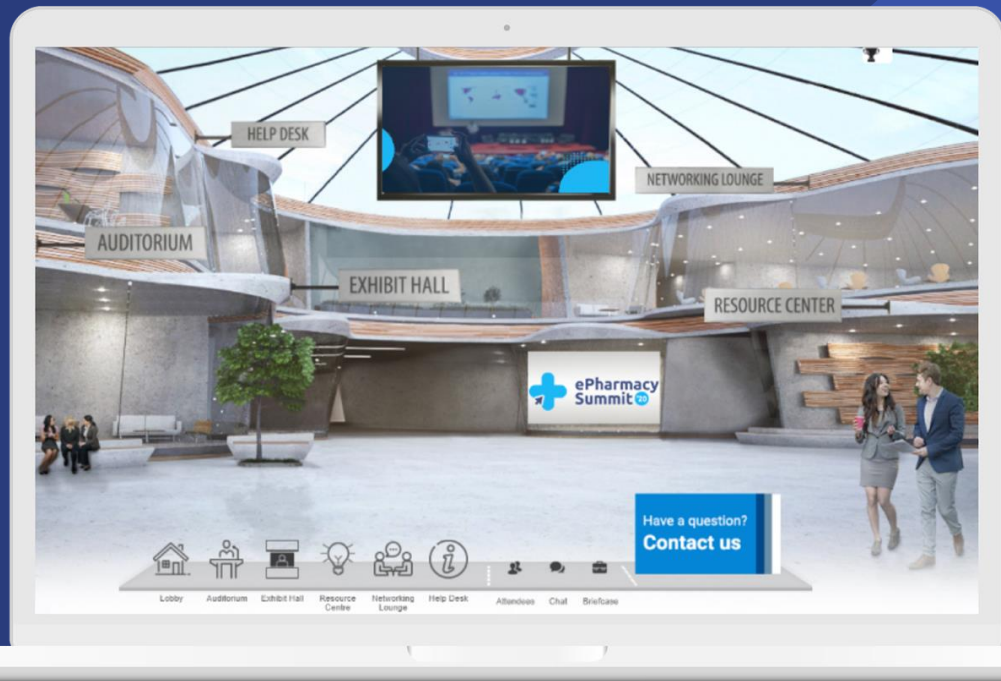 HELP DESK
NETWORKING LOUNGE
AUDITORIUM
EXHIBIT HALL
RESOURCE CENTER
ePharmacy
Summit '20
Have a question?
Contact us
Lobby
Auditorium
Exhibit Hall
Resource
Centre
Networking
Lounge
Help Desk
Attendees
Chat
Briefcase